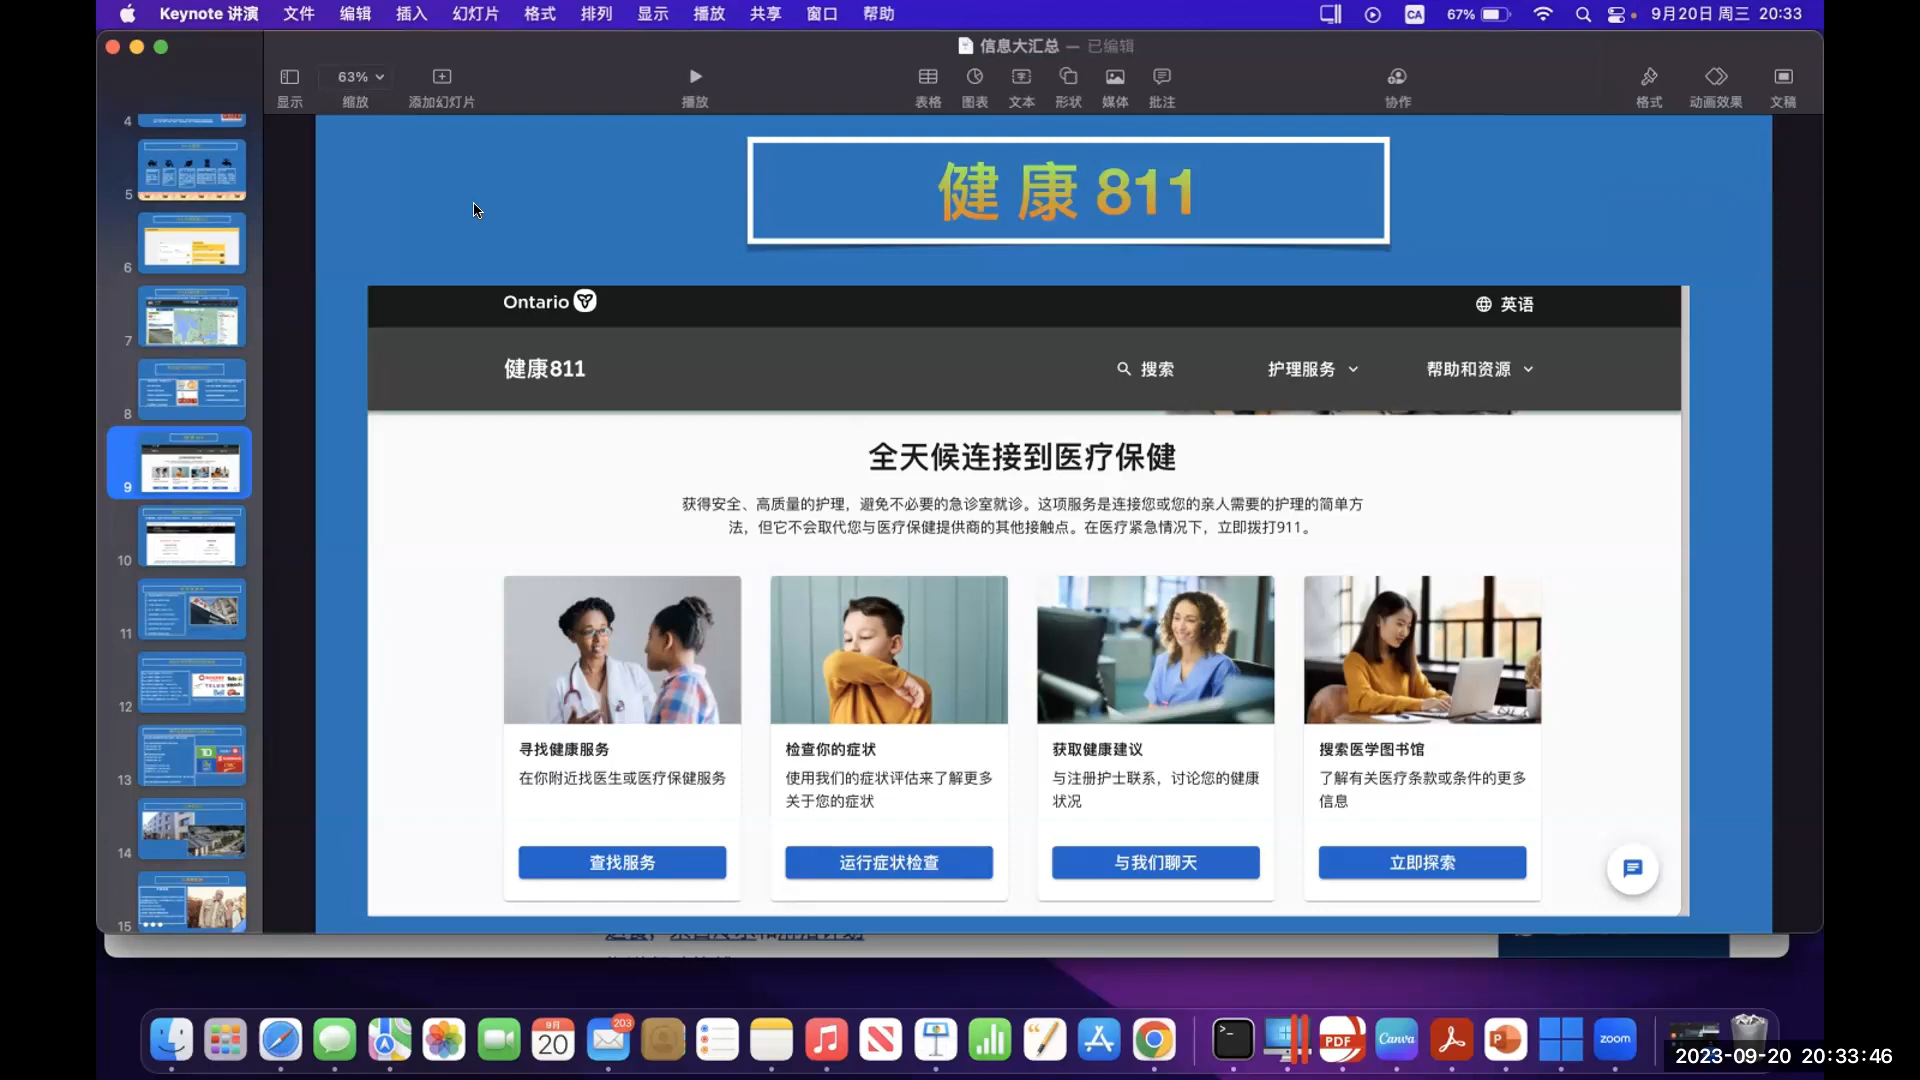 Keynote 讲演 文件 编辑 插入 幻灯片 格式 排列 显示 播放 共享 窗口 帮助 CA 67% 9月20日 周三 20:33
信息大汇总 — 已编辑
63%
显示 缩放 添加幻灯片 播放 表格 图表 文本 形状 媒体 批注 协作 格式 动画效果 文稿
4
5
6
7
8
9
10
11
12
13
14
15
健 康 811
Ontario 英语
健康811 搜索 护理服务 帮助和资源
全天候连接到医疗保健
获得安全、高质量的护理，避免不必要的急诊室就诊。这项服务是连接您或您的亲人需要的护理的简单方
法，但它不会取代您与医疗保健提供商的其他接触点。在医疗紧急情况下，立即拨打911。
寻找健康服务
在你附近找医生或医疗保健服务
查找服务
检查你的症状
使用我们的症状评估来了解更多
关于您的症状
运行症状检查
获取健康建议
与注册护士联系，讨论您的健康
状况
与我们聊天
搜索医学图书馆
了解有关医疗条款或条件的更多
信息
立即探索
9月
20
203
PDF
Canva
zoom
2023-09-20 20:33:46